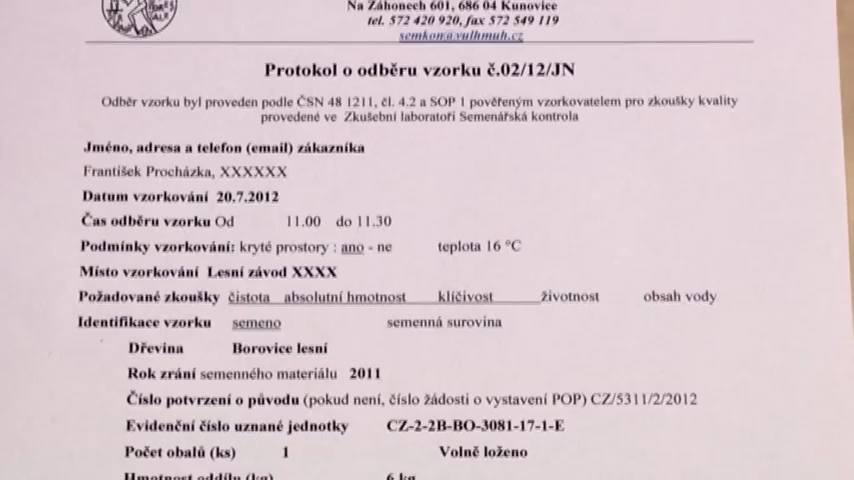 Na Záhonech 601, 686 04 Kunovice
tel. 572 420 920, fax 572 549 119
semkon@vulhmuh.cz
Protokol o odběru vzorku č.02/12/JN
Odběr vzorku byl proveden podle ČSN 48 1211, čl. 4.2 a SOP 1 pověřeným vzorkovatelem pro zkoušky kvality
provedené ve Zkušební laboratoři Semenářská kontrola
Jméno, adresa a telefon (email) zákazníka
František Procházka, XXXXXX
Datum vzorkování 20.7.2012
Čas odběru vzorku Od 11.00 do 11.30
Podmínky vzorkování: kryté prostory : ano - ne teplota 16 °C
Místo vzorkování Lesní závod XXXX
Požadované zkoušky čistota absolutní hmotnost klíčivost životnost obsah vody
Identifikace vzorku semeno semenná surovina
Dřevina Borovice lesní
Rok zrání semenného materiálu 2011
Číslo potvrzení o původu (pokud není, číslo žádosti o vystavení POP) CZ/5311/2/2012
Evidenční číslo uznané jednotky CZ-2-2B-BO-3081-17-1-E
Počet obalů (ks) 1 Volně loženo
Hmotnost oddílu (kg) 6 kg